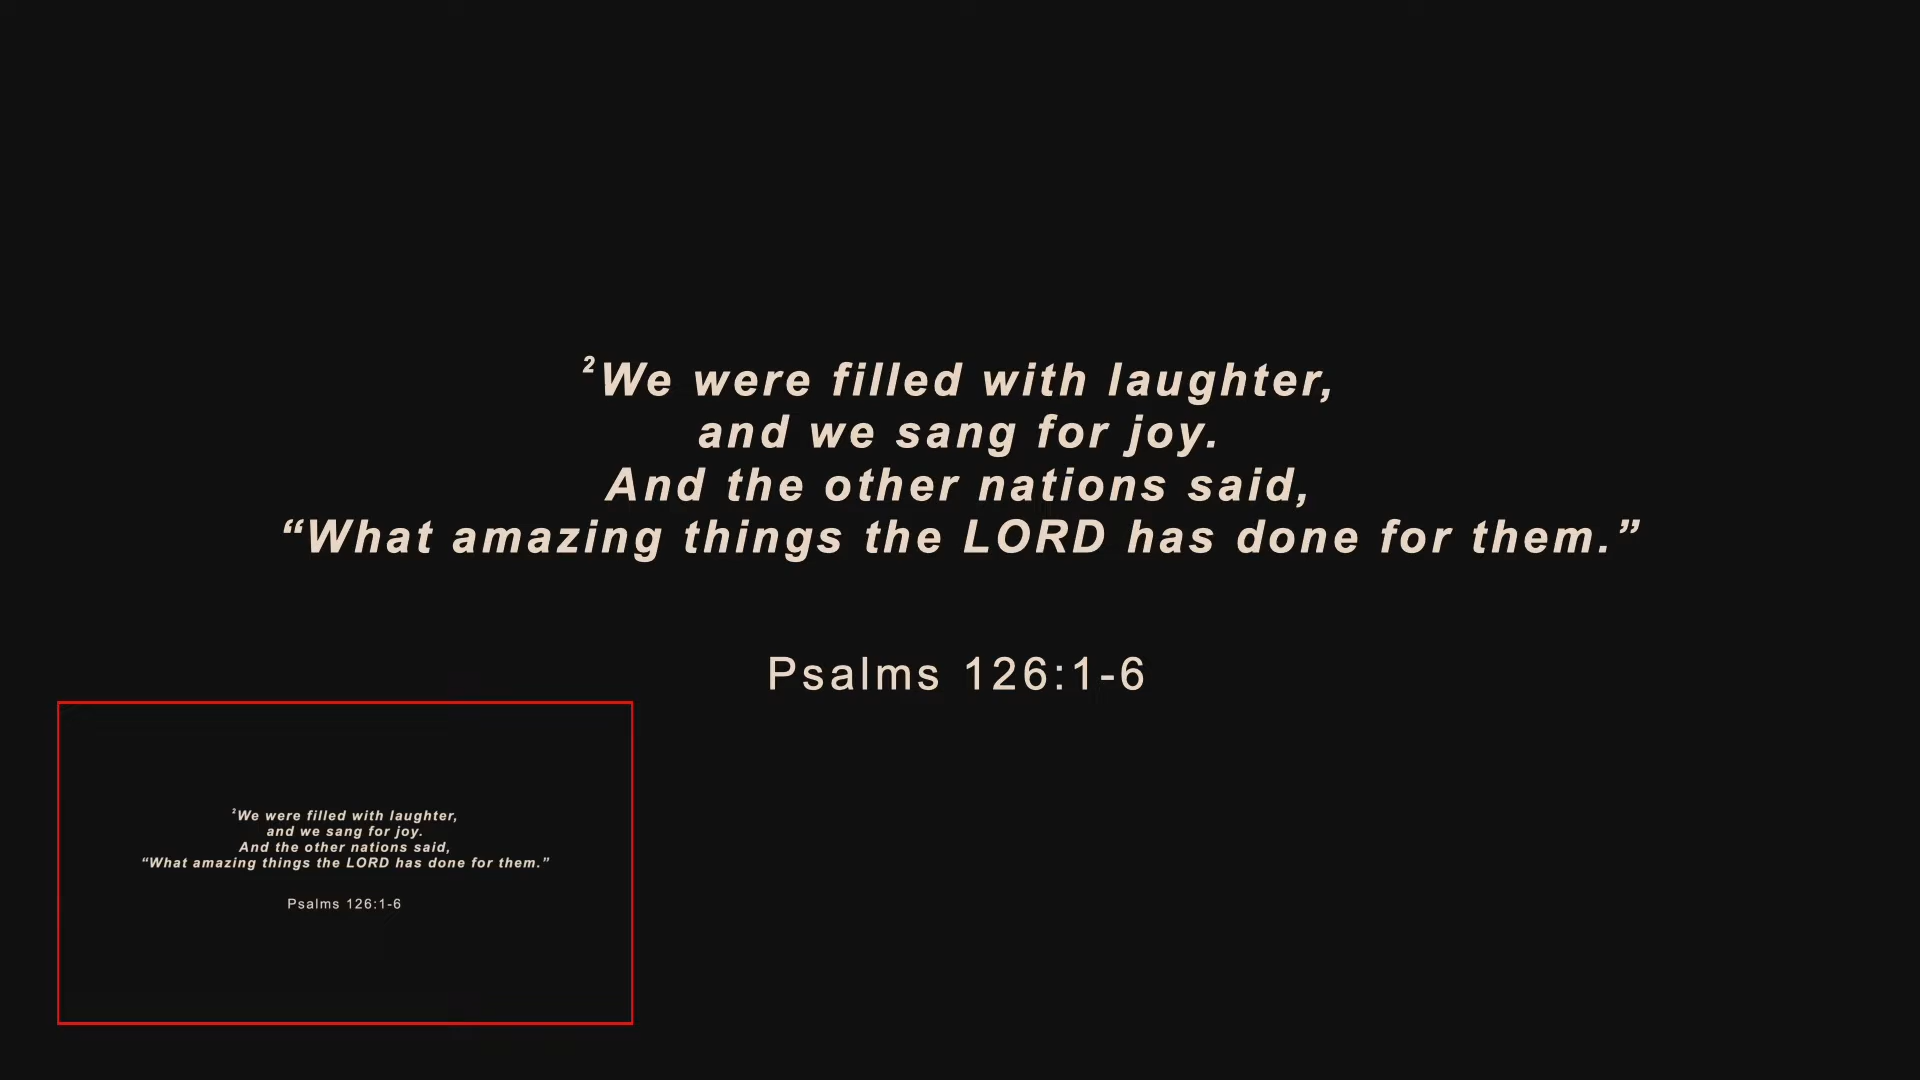 ²We were filled with laughter,
and we sang for joy.
And the other nations said,
“What amazing things the LORD has done for them.”
Psalms 126:1-6
²We were filled with laughter,
and we sang for joy.
And the other nations said,
“What amazing things the LORD has done for them.”
Psalms 126:1-6